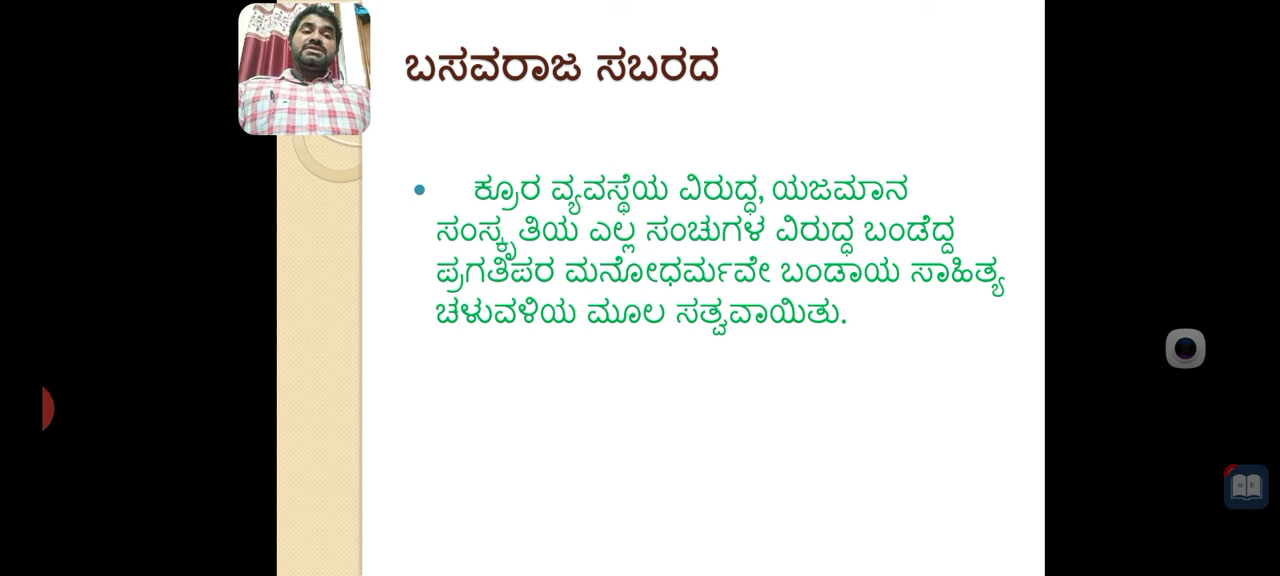 ಬಸವರಾಜ ಸಬರದ
ಕ್ರೂರ ವ್ಯವಸ್ಥೆಯ ವಿರುದ್ಧ, ಯಜಮಾನ
ಸಂಸ್ಕೃತಿಯ ಎಲ್ಲ ಸಂಚುಗಳ ವಿರುದ್ಧ ಬಂಡೆದ್ದ
ಪ್ರಗತಿಪರ ಮನೋಧರ್ಮವೇ ಬಂಡಾಯ ಸಾಹಿತ್ಯ
ಚಳುವಳಿಯ ಮೂಲ ಸತ್ವವಾಯಿತು.